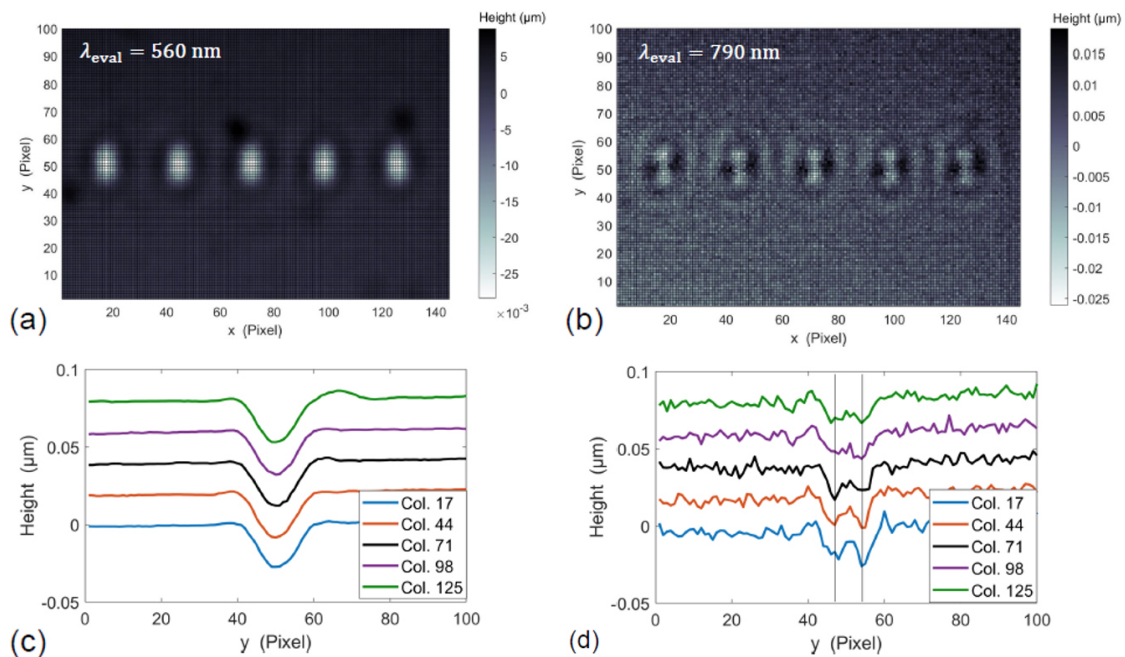 Height (µm)
λeval = 560 nm
100
90
80
70
60
50
40
30
20
10
y (Pixel)
20
40
60
80
100
120
140
x (Pixel)
5
0
-5
-10
-15
-20
-25
×10⁻³
(a)
Height (µm)
λeval = 790 nm
100
90
80
70
60
50
40
30
20
10
y (Pixel)
20
40
60
80
100
120
140
x (Pixel)
0.015
0.01
0.005
0
-0.005
-0.01
-0.015
-0.02
-0.025
(b)
0.1
0.05
0
-0.05
Height (µm)
0
20
40
60
80
100
y (Pixel)
Col. 17
Col. 44
Col. 71
Col. 98
Col. 125
(c)
0.1
0.05
0
-0.05
Height (µm)
0
20
40
60
80
100
y (Pixel)
Col. 17
Col. 44
Col. 71
Col. 98
Col. 125
(d)